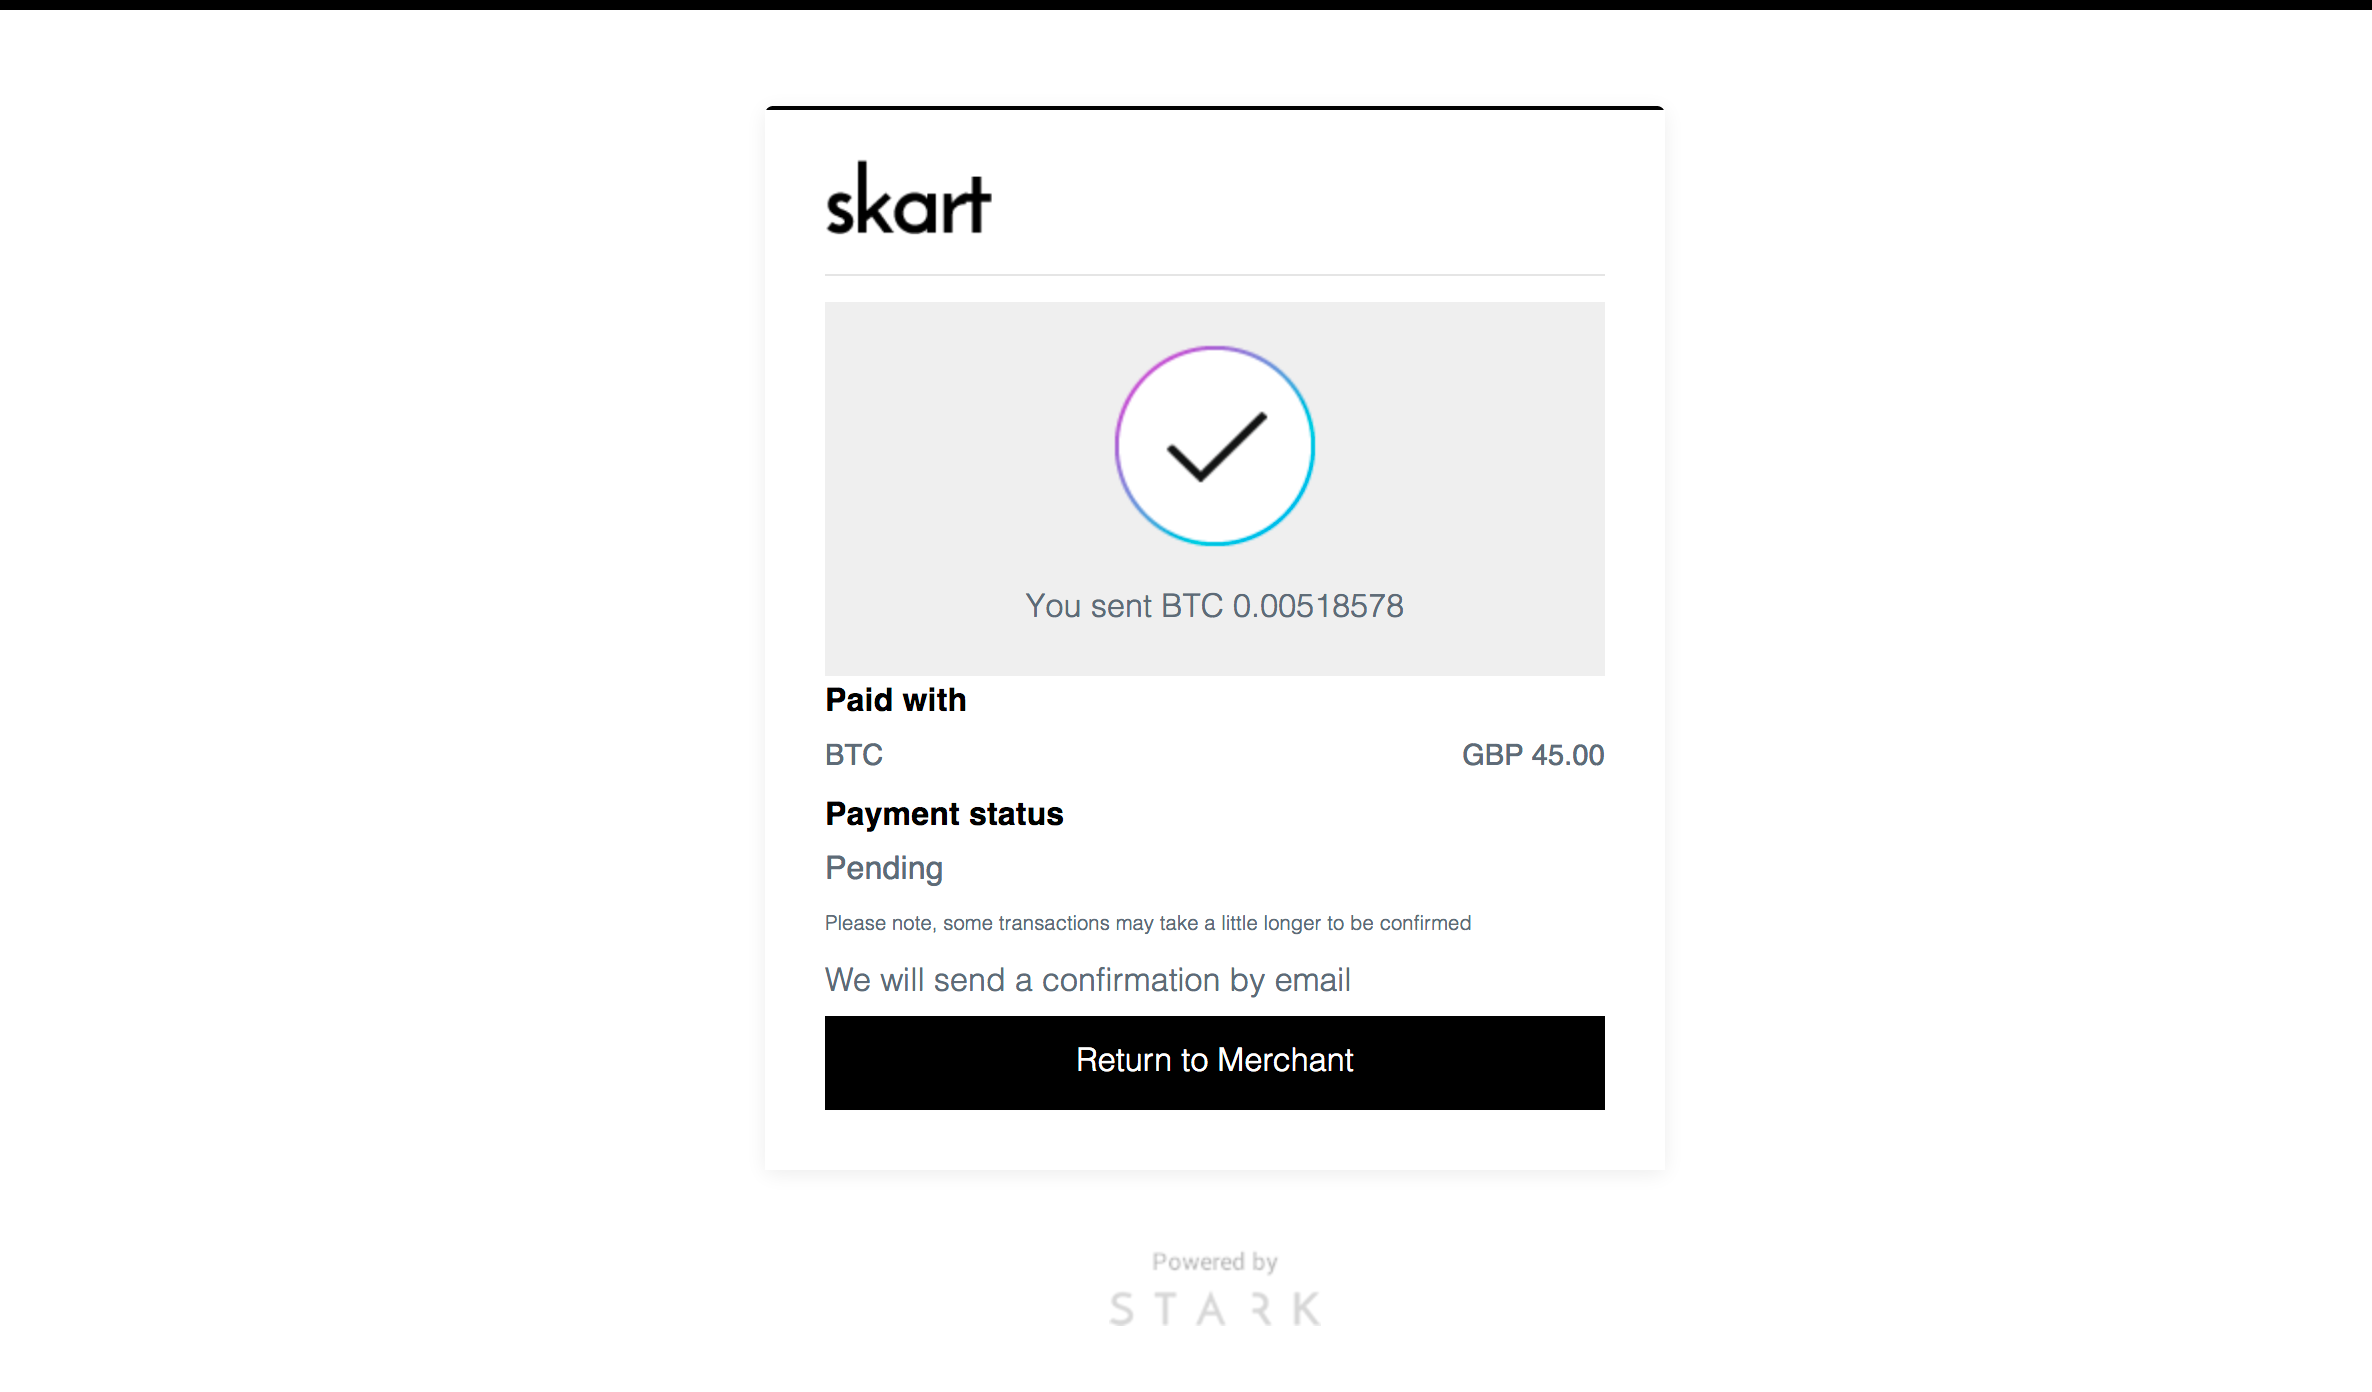 skart
You sent BTC 0.00518578
Paid with
BTC GBP 45.00
Payment status
Pending
Please note, some transactions may take a little longer to be confirmed
We will send a confirmation by email
Return to Merchant
Powered by
STARK